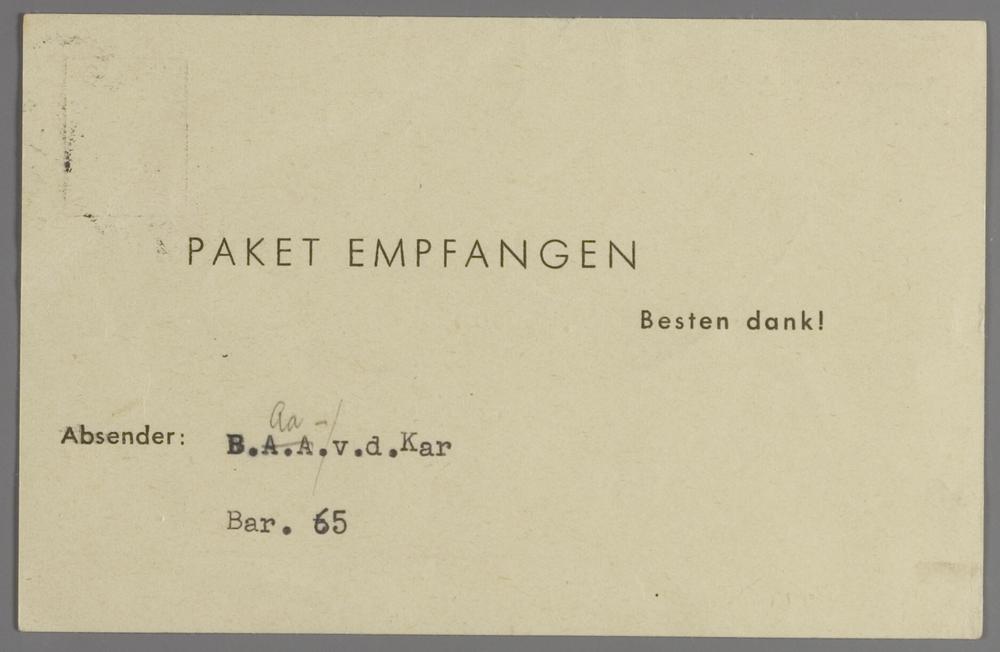 PAKET EMPFANGEN
Besten dank!
Aa -/
Absender: B.A.A.v.d.Kar
Bar. 65